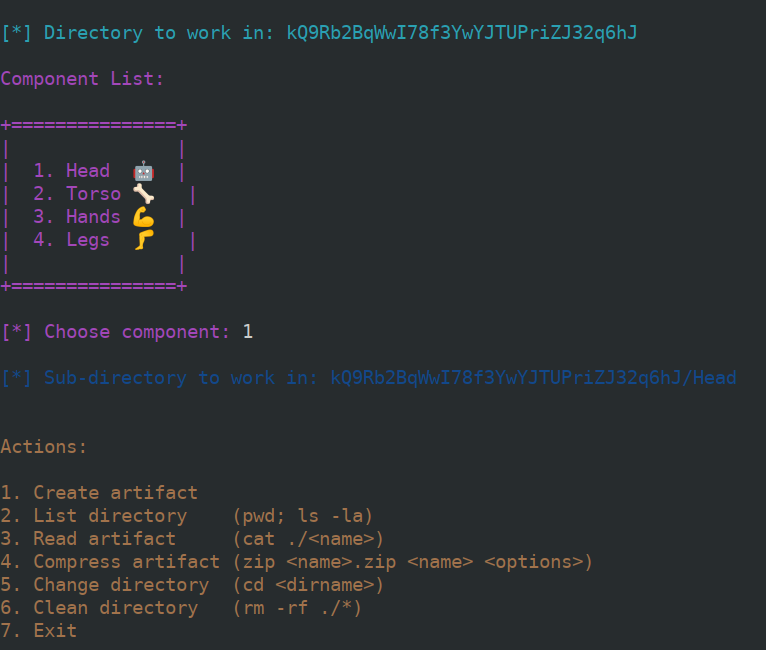 [*] Directory to work in: kQ9Rb2BqWwI78f3YwYJTUPriZJ32q6hJ
Component List:
+===============+
|               |
|  1. Head  🤖  |
|  2. Torso 🦴   |
|  3. Hands 💪  |
|  4. Legs  🦵   |
|               |
+===============+
[*] Choose component: 1
[*] Sub-directory to work in: kQ9Rb2BqWwI78f3YwYJTUPriZJ32q6hJ/Head
Actions:
1. Create artifact
2. List directory    (pwd; ls -la)
3. Read artifact     (cat ./<name>)
4. Compress artifact (zip <name>.zip <name> <options>)
5. Change directory  (cd <dirname>)
6. Clean directory   (rm -rf ./*)
7. Exit